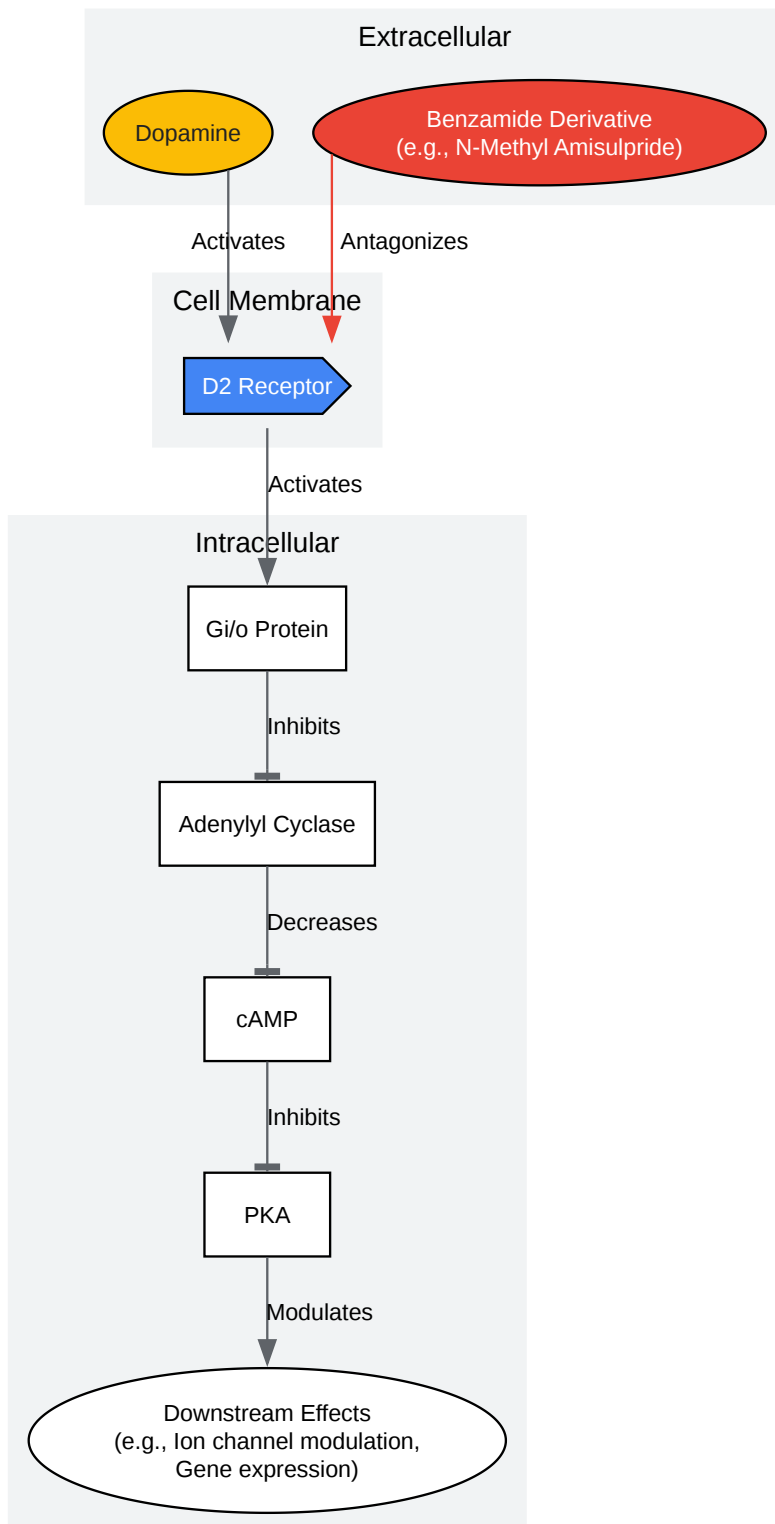 Extracellular
Dopamine
Benzamide Derivative
(e.g., N-Methyl Amisulpride)
Activates
Antagonizes
Cell Membrane
D2 Receptor
Activates
Intracellular
Gi/o Protein
Inhibits
Adenylyl Cyclase
Decreases
cAMP
Inhibits
PKA
Modulates
Downstream Effects
(e.g., Ion channel modulation,
Gene expression)